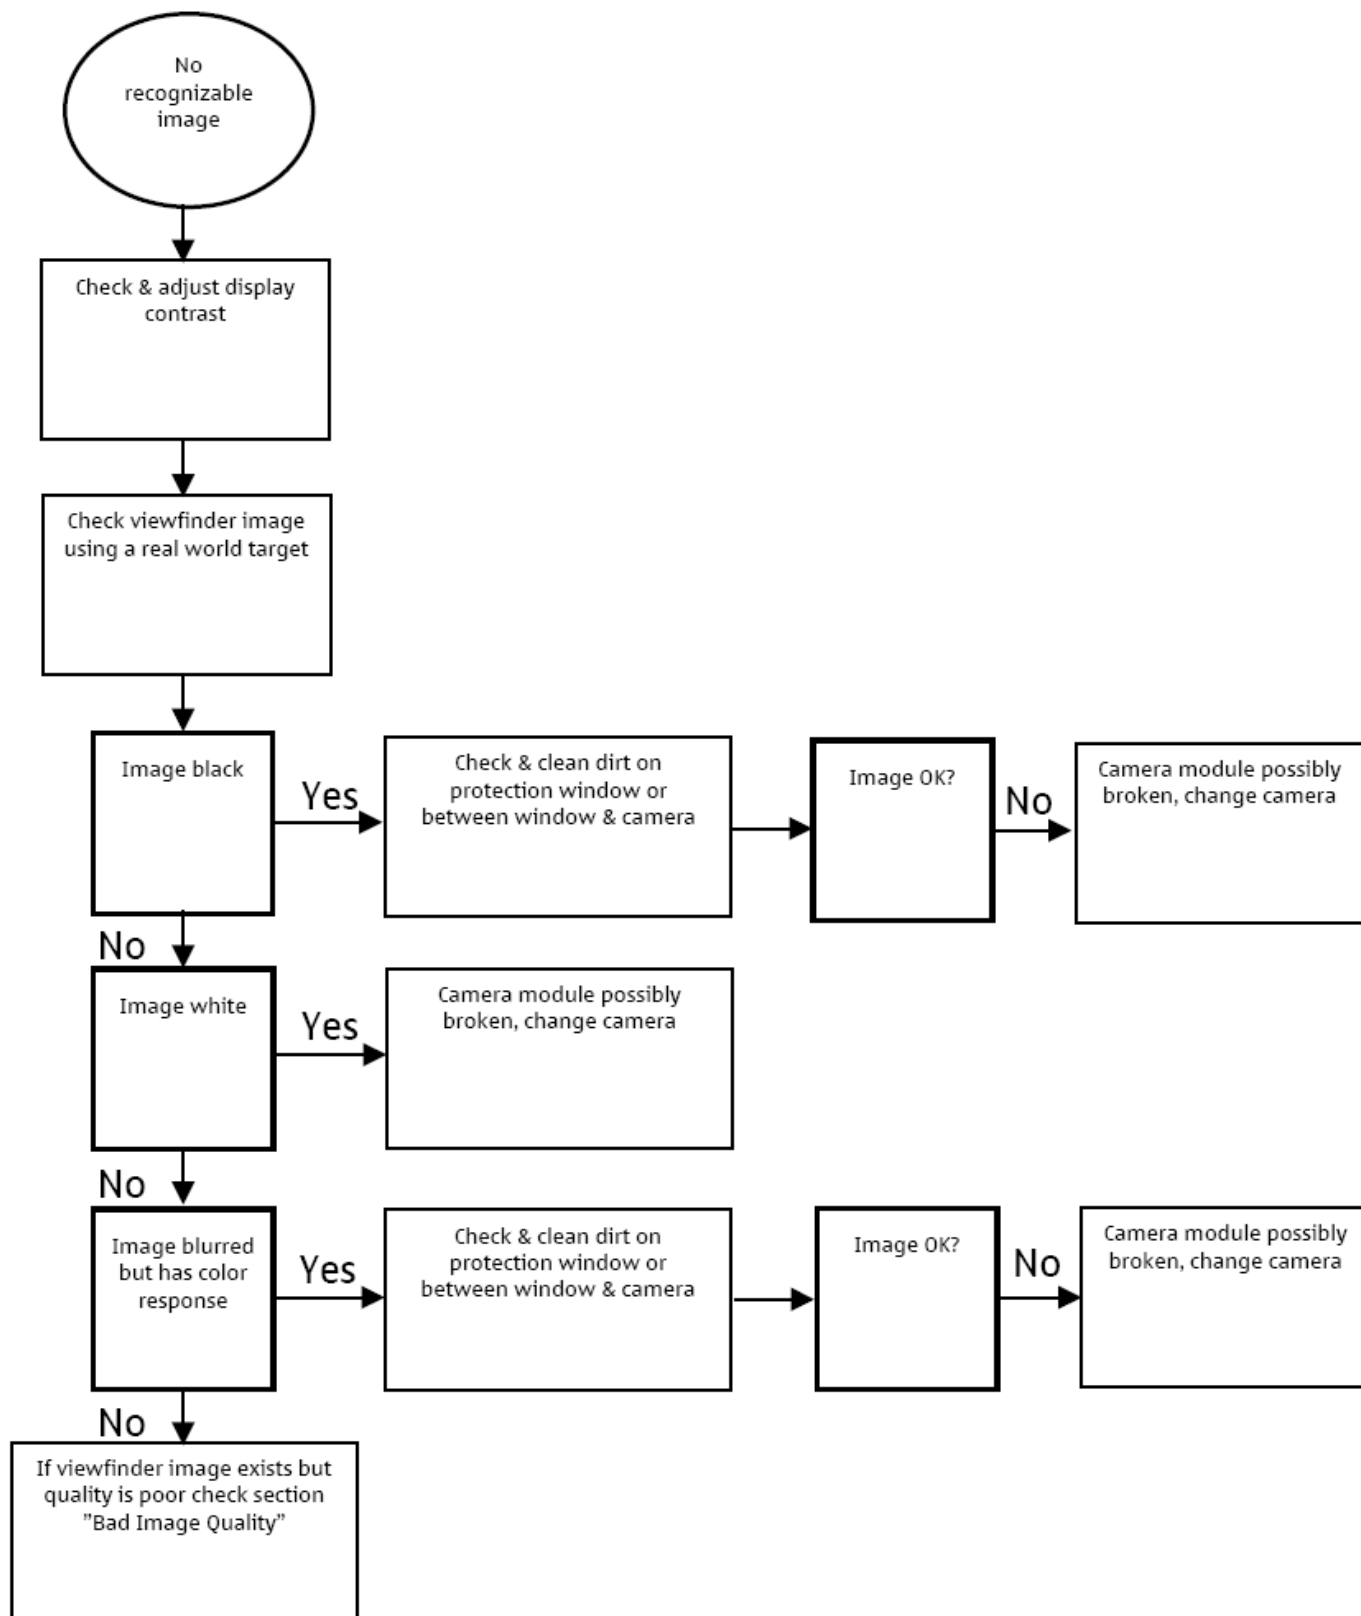 No
recognizable
image
Check & adjust display
contrast
Check viewfinder image
using a real world target
Image black
Yes
Check & clean dirt on
protection window or
between window & camera
Image OK?
No
Camera module possibly
broken, change camera
No
Image white
Yes
Camera module possibly
broken, change camera
No
Image blurred
but has color
response
Yes
Check & clean dirt on
protection window or
between window & camera
Image OK?
No
Camera module possibly
broken, change camera
No
If viewfinder image exists but
quality is poor check section
”Bad Image Quality”